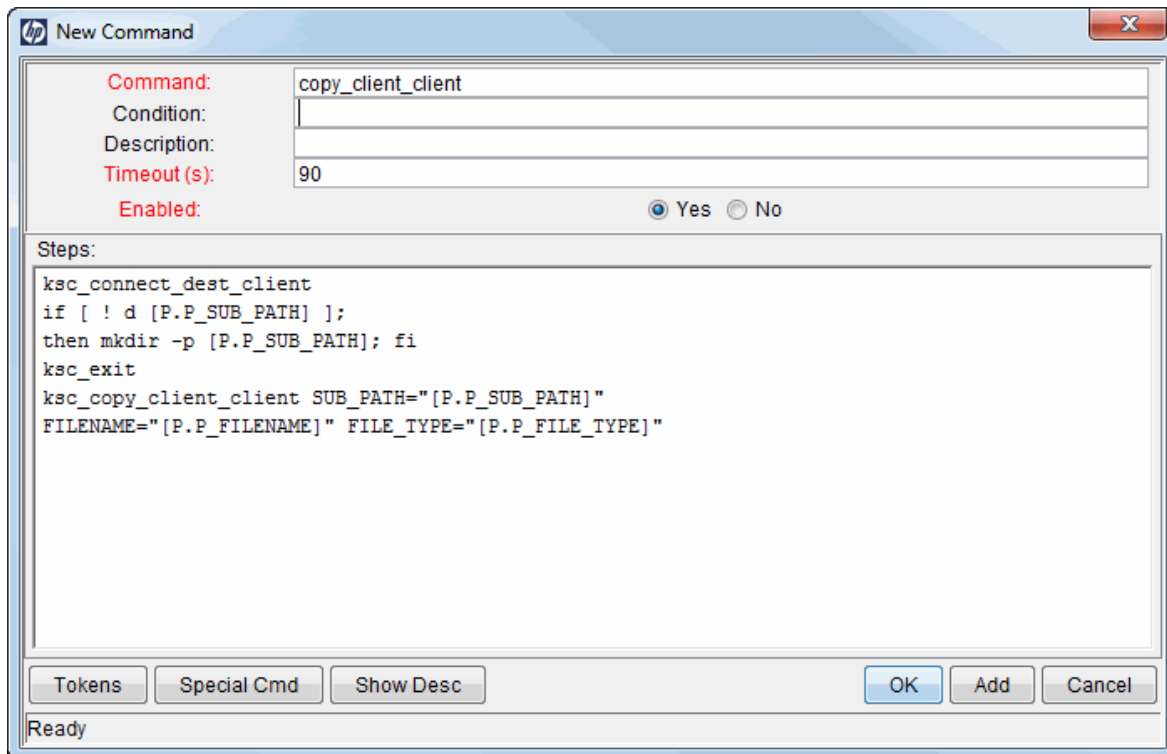 hp New Command
Command: copy_client_client
Condition:
Description:
Timeout (s): 90
Enabled: Yes No
Steps:
ksc_connect_dest_client
if [ ! d [P.P_SUB_PATH] ];
then mkdir -p [P.P_SUB_PATH]; fi
ksc_exit
ksc_copy_client_client SUB_PATH="[P.P_SUB_PATH]"
FILENAME="[P.P_FILENAME]" FILE_TYPE="[P.P_FILE_TYPE]"
Tokens Special Cmd Show Desc OK Add Cancel
Ready